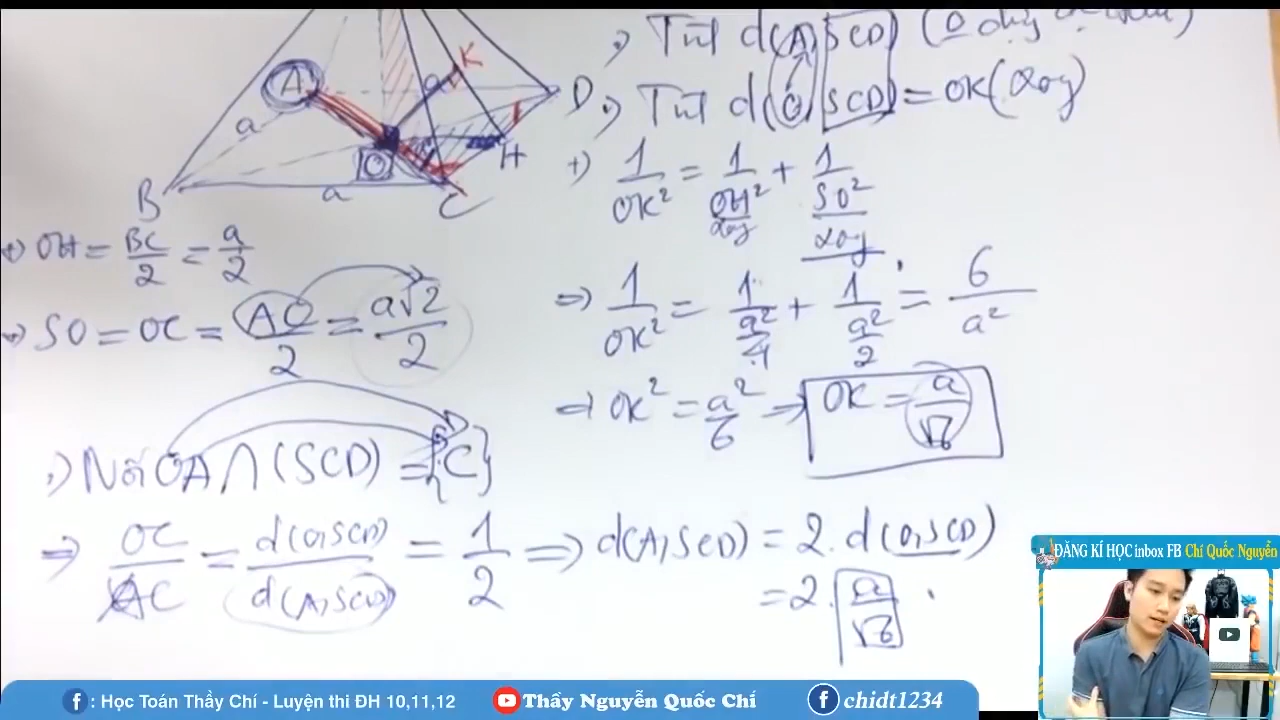 +) Tính d(A, SCD) (O
+) Tính d(O, SCD) = OK (xong)
K
A
D
a
a
O
H
B
a
C
+) 1/OK² = 1/OH² + 1/SO²
xong xong
+) OH = BC/2 = a/2
=> SO = OC = AC/2 = a√2/2
=> 1/OK² = 1/(a²/4) + 1/(a²/2) = 6/a²
=> OK² = a²/6 => OK = a/√6
+) Nối OA ∩ (SCD) = {C}
=> OC/AC = d(O,SCD)/d(A,SCD) = 1/2 => d(A,SCD) = 2.d(O,SCD)
= 2. a/√6
ĐĂNG KÍ HỌC inbox FB Chí Quốc Nguyễn
: Học Toán Thầy Chí - Luyện thi ĐH 10,11,12
Thầy Nguyễn Quốc Chí
chidt1234